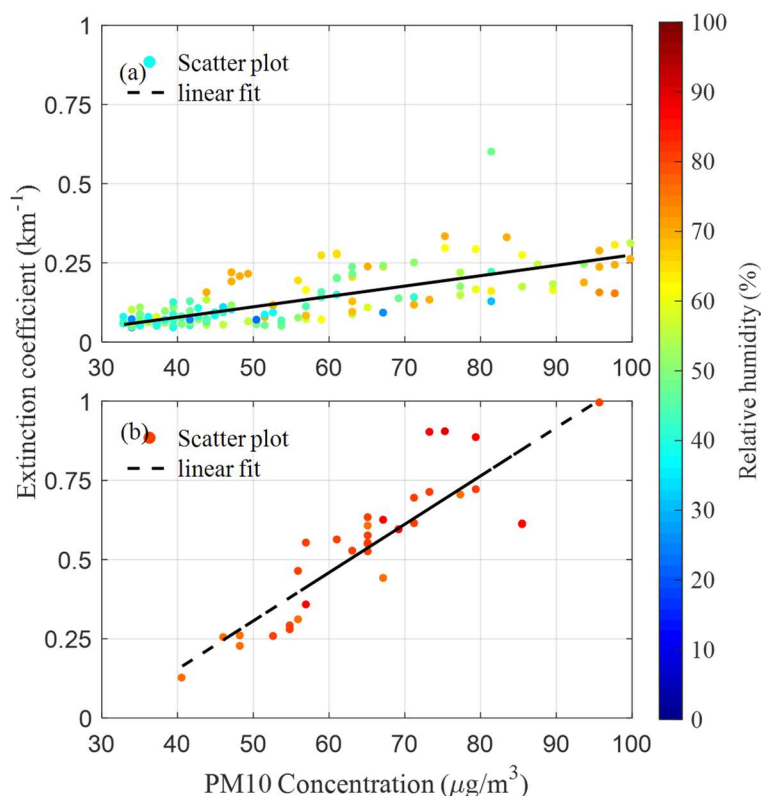 1
(a) Scatter plot
linear fit
0.75
0.5
0.25
0
30 40 50 60 70 80 90 100
1
(b) Scatter plot
linear fit
0.75
0.5
0.25
0
30 40 50 60 70 80 90 100
PM10 Concentration (μg/m³)
Extinction coefficient (km⁻¹)
100
90
80
70
60
50
40
30
20
10
0
Relative humidity (%)